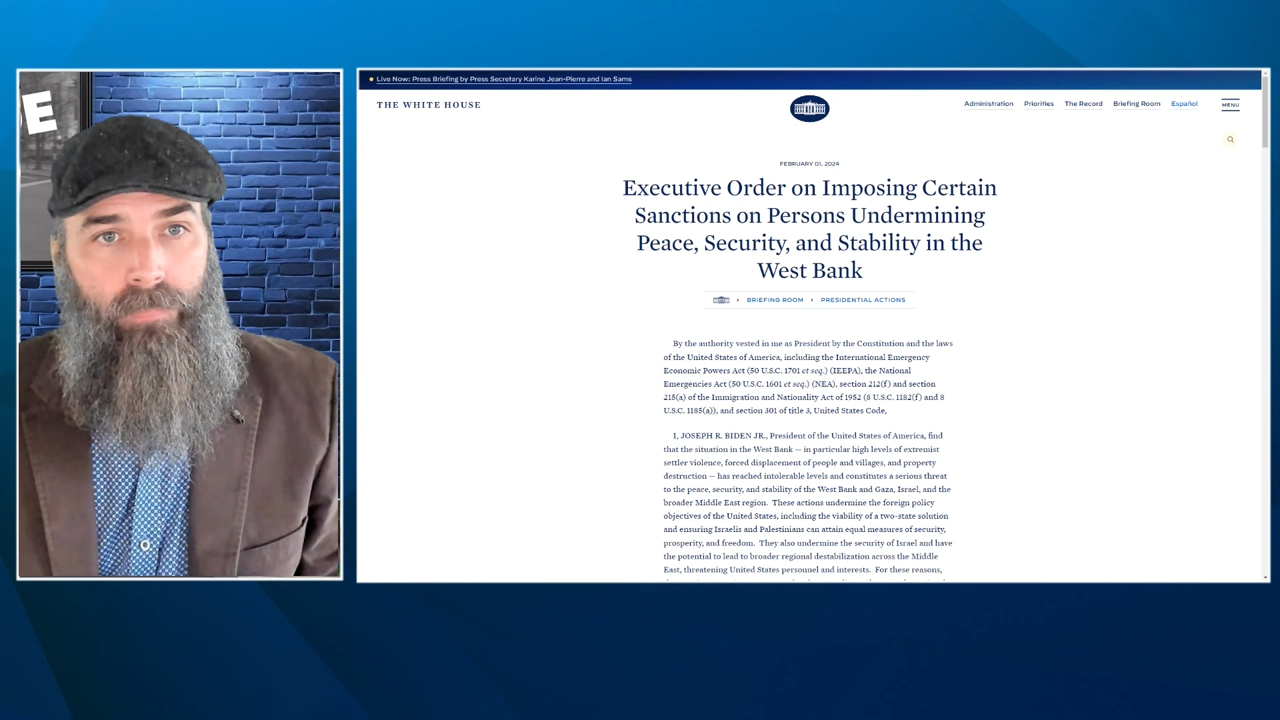 E
Live Now: Press Briefing by Press Secretary Karine Jean-Pierre and Ian Sams
THE WHITE HOUSE
Administration
Priorities
The Record
Briefing Room
Español
MENU
FEBRUARY 01, 2024
Executive Order on Imposing Certain
Sanctions on Persons Undermining
Peace, Security, and Stability in the
West Bank
BRIEFING ROOM
PRESIDENTIAL ACTIONS
By the authority vested in me as President by the Constitution and the laws
of the United States of America, including the International Emergency
Economic Powers Act (50 U.S.C. 1701 et seq.) (IEEPA), the National
Emergencies Act (50 U.S.C. 1601 et seq.) (NEA), section 212(f) and section
215(a) of the Immigration and Nationality Act of 1952 (8 U.S.C. 1182(f) and 8
U.S.C. 1185(a)), and section 301 of title 3, United States Code,
I, JOSEPH R. BIDEN JR., President of the United States of America, find
that the situation in the West Bank — in particular high levels of extremist
settler violence, forced displacement of people and villages, and property
destruction — has reached intolerable levels and constitutes a serious threat
to the peace, security, and stability of the West Bank and Gaza, Israel, and the
broader Middle East region. These actions undermine the foreign policy
objectives of the United States, including the viability of a two-state solution
and ensuring Israelis and Palestinians can attain equal measures of security,
prosperity, and freedom. They also undermine the security of Israel and have
the potential to lead to broader regional destabilization across the Middle
East, threatening United States personnel and interests. For these reasons,